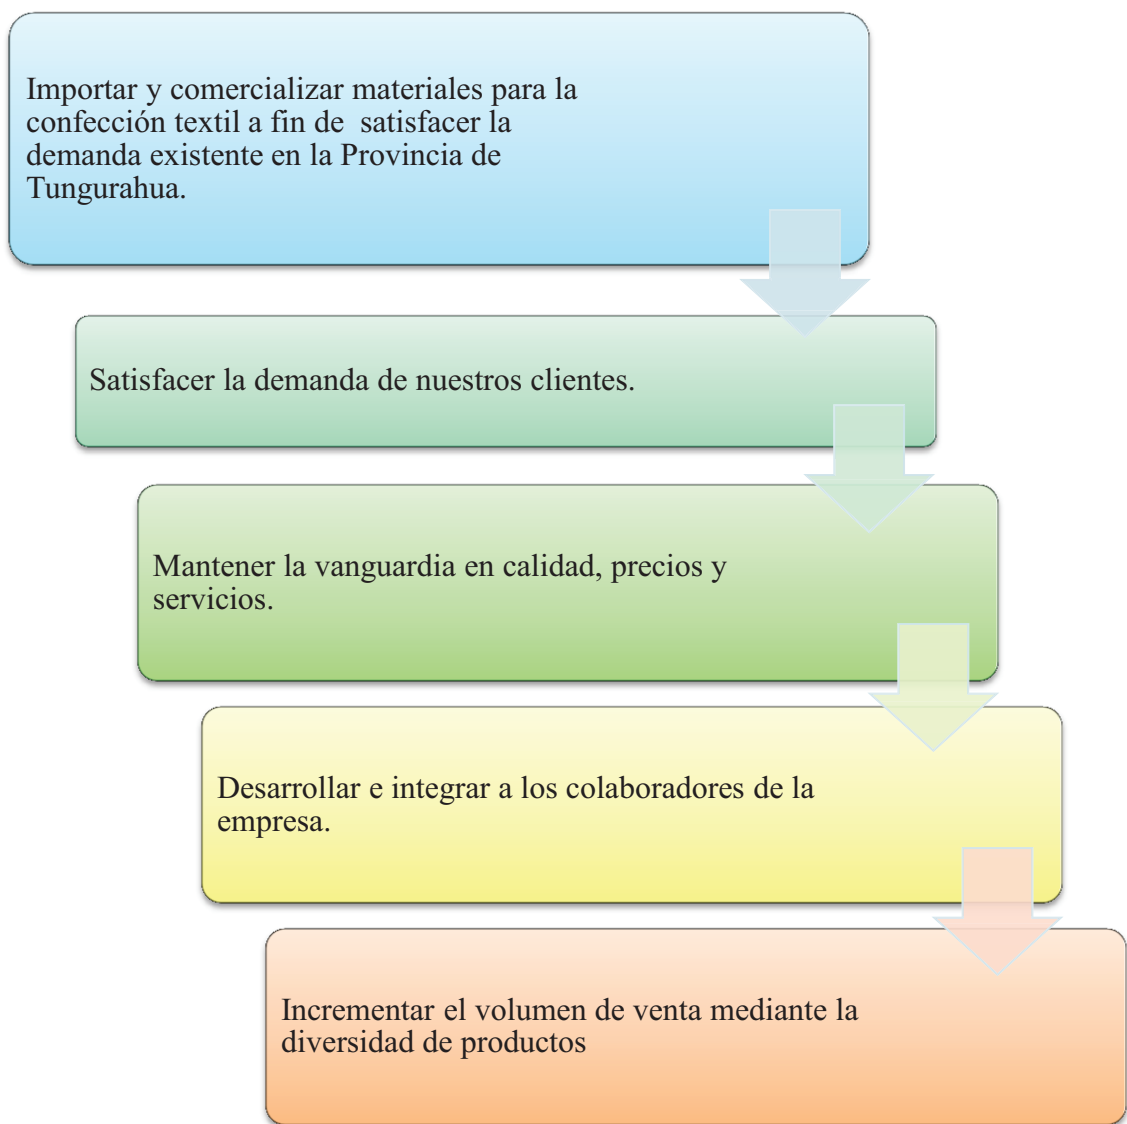 Importar y comercializar materiales para la
confección textil a fin de  satisfacer la
demanda existente en la Provincia de
Tungurahua.
Satisfacer la demanda de nuestros clientes.
Mantener la vanguardia en calidad, precios y
servicios.
Desarrollar e integrar a los colaboradores de la
empresa.
Incrementar el volumen de venta mediante la
diversidad de productos